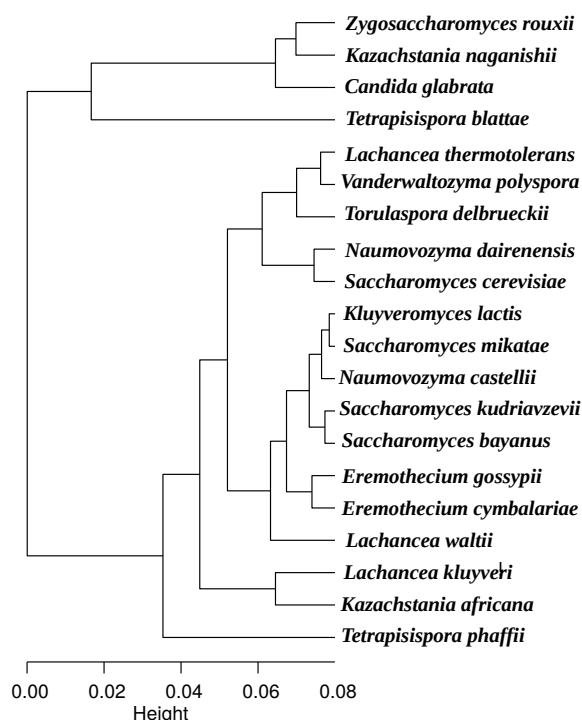 Zygosaccharomyces rouxii
Kazachstania naganishii
Candida glabrata
Tetrapisispora blattae
Lachancea thermotolerans
Vanderwaltozyma polyspora
Torulaspora delbrueckii
Naumovozyma dairenensis
Saccharomyces cerevisiae
Kluyveromyces lactis
Saccharomyces mikatae
Naumovozyma castellii
Saccharomyces kudriavzevii
Saccharomyces bayanus
Eremothecium gossypii
Eremothecium cymbalariae
Lachancea waltii
Lachancea kluyveri
Kazachstania africana
Tetrapisispora phaffii
0.00 0.02 0.04 0.06 0.08
Height